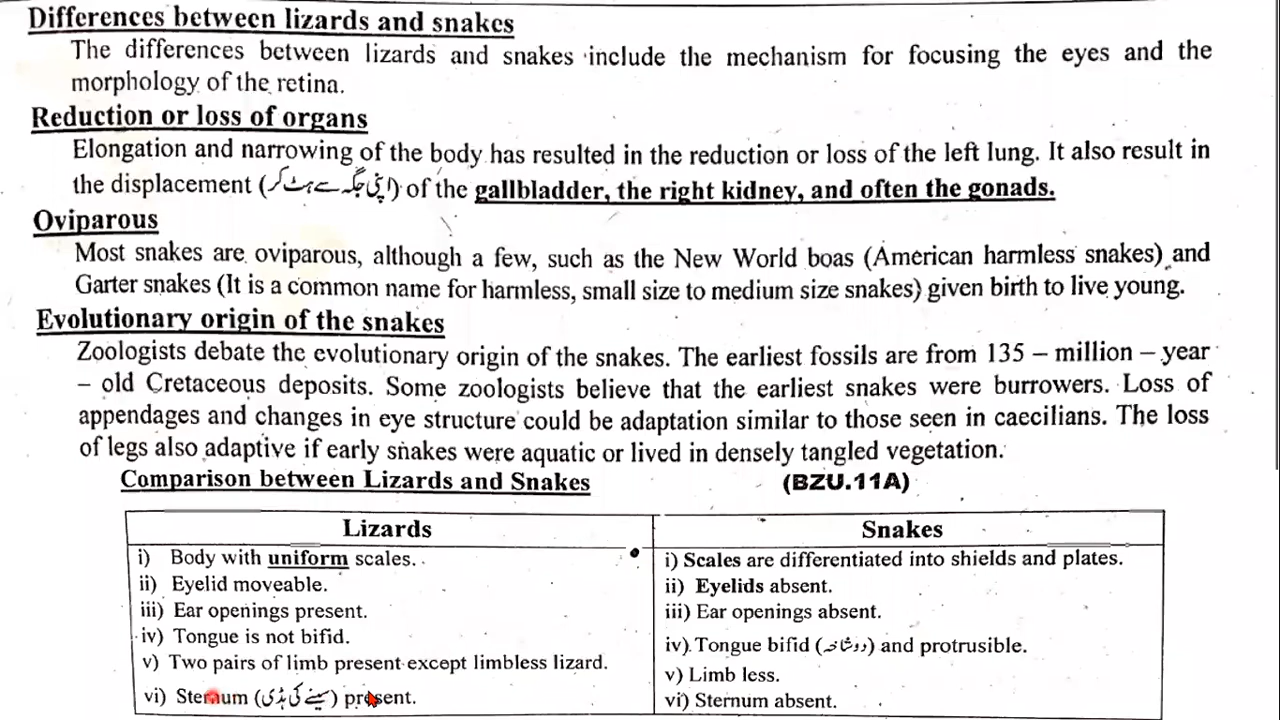 Differences between lizards and snakes
The differences between lizards and snakes include the mechanism for focusing the eyes and the
morphology of the retina.
Reduction or loss of organs
Elongation and narrowing of the body has resulted in the reduction or loss of the left lung. It also result in
the displacement (اپنی جگہ سے ہٹ کر) of the gallbladder, the right kidney, and often the gonads.
Oviparous
Most snakes are oviparous, although a few, such as the New World boas (American harmless snakes) and
Garter snakes (It is a common name for harmless, small size to medium size snakes) given birth to live young.
Evolutionary origin of the snakes
Zoologists debate the evolutionary origin of the snakes. The earliest fossils are from 135 – million – year
– old Cretaceous deposits. Some zoologists believe that the earliest snakes were burrowers. Loss of
appendages and changes in eye structure could be adaptation similar to those seen in caecilians. The loss
of legs also adaptive if early snakes were aquatic or lived in densely tangled vegetation.
Comparison between Lizards and Snakes (BZU.11A)
Lizards
i) Body with uniform scales.
ii) Eyelid moveable.
iii) Ear openings present.
iv) Tongue is not bifid.
v) Two pairs of limb present except limbless lizard.
vi) Sternum (سینے کی ہڈی) present.
Snakes
i) Scales are differentiated into shields and plates.
ii) Eyelids absent.
iii) Ear openings absent.
iv) Tongue bifid (دو شاخہ) and protrusible.
v) Limb less.
vi) Sternum absent.